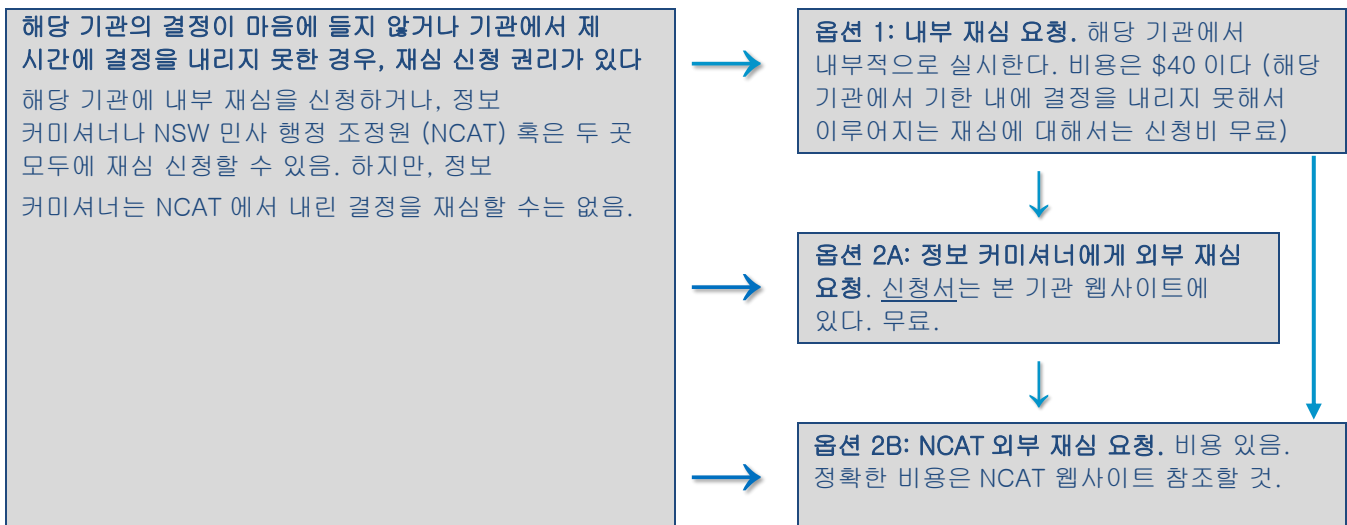 해당 기관의 결정이 마음에 들지 않거나 기관에서 제
시간에 결정을 내리지 못한 경우, 재심 신청 권리가 있다
해당 기관에 내부 재심을 신청하거나, 정보
커미셔너나 NSW 민사 행정 조정원 (NCAT) 혹은 두 곳
모두에 재심 신청할 수 있음. 하지만, 정보
커미셔너는 NCAT 에서 내린 결정을 재심할 수는 없음.
옵션 1: 내부 재심 요청. 해당 기관에서
내부적으로 실시한다. 비용은 $40 이다 (해당
기관에서 기한 내에 결정을 내리지 못해서
이루어지는 재심에 대해서는 신청비 무료)
옵션 2A: 정보 커미셔너에게 외부 재심
요청. 신청서는 본 기관 웹사이트에
있다. 무료.
옵션 2B: NCAT 외부 재심 요청. 비용 있음.
정확한 비용은 NCAT 웹사이트 참조할 것.